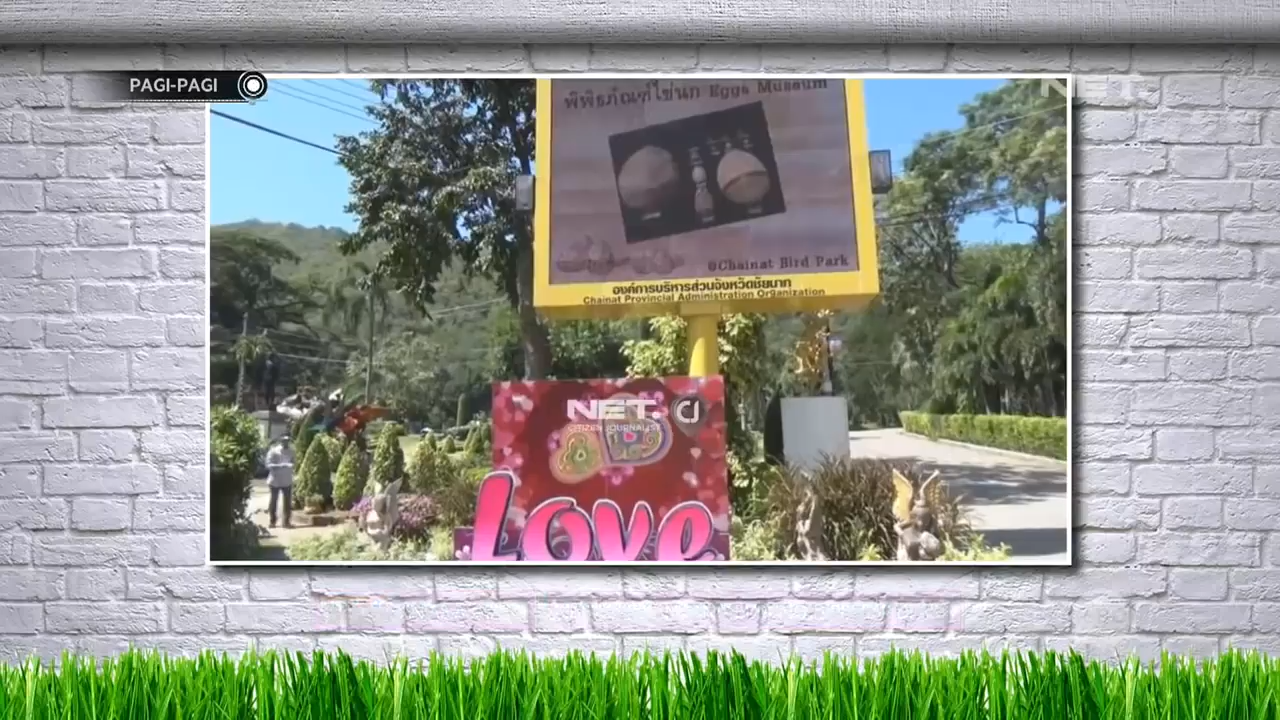 PAGI-PAGI
NET.
พิพิธภัณฑ์ไข่นก Eggs Museum
@Chainat Bird Park
องค์การบริหารส่วนจังหวัดชัยนาท
Chainat Provincial Administration Organization
NET. CJ
CITIZEN JOURNALIST
Love